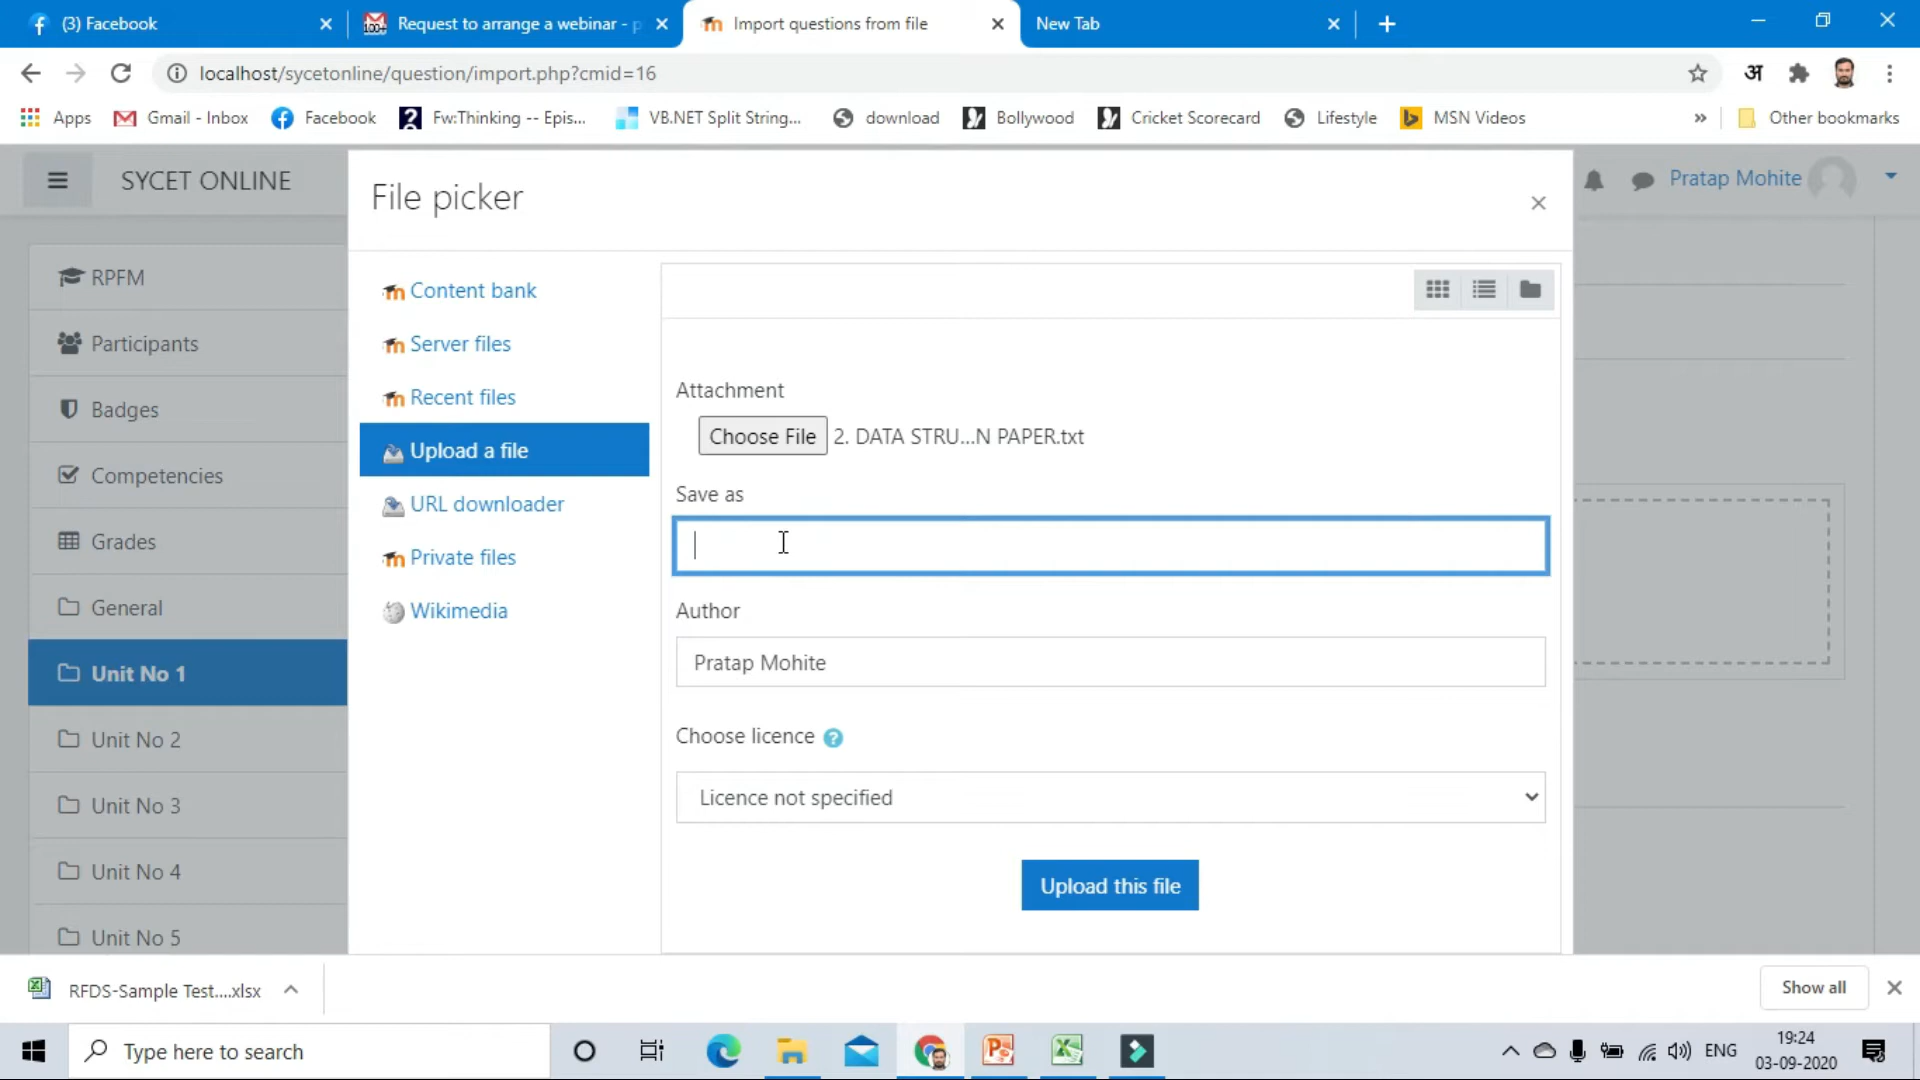 (3) Facebook
Request to arrange a webinar - p
Import questions from file
New Tab
localhost/sycetonline/question/import.php?cmid=16
अ
Apps
Gmail - Inbox
Facebook
Fw:Thinking -- Epis...
VB.NET Split String...
download
Bollywood
Cricket Scorecard
Lifestyle
MSN Videos
»
Other bookmarks
SYCET ONLINE
File picker
Pratap Mohite
RPFM
Participants
Badges
Competencies
Grades
General
Unit No 1
Unit No 2
Unit No 3
Unit No 4
Unit No 5
Content bank
Server files
Recent files
Upload a file
URL downloader
Private files
Wikimedia
Attachment
Choose File 2. DATA STRU...N PAPER.txt
Save as
Author
Pratap Mohite
Choose licence
Licence not specified
Upload this file
RFDS-Sample Test....xlsx
Show all
Type here to search
ENG
19:24
03-09-2020